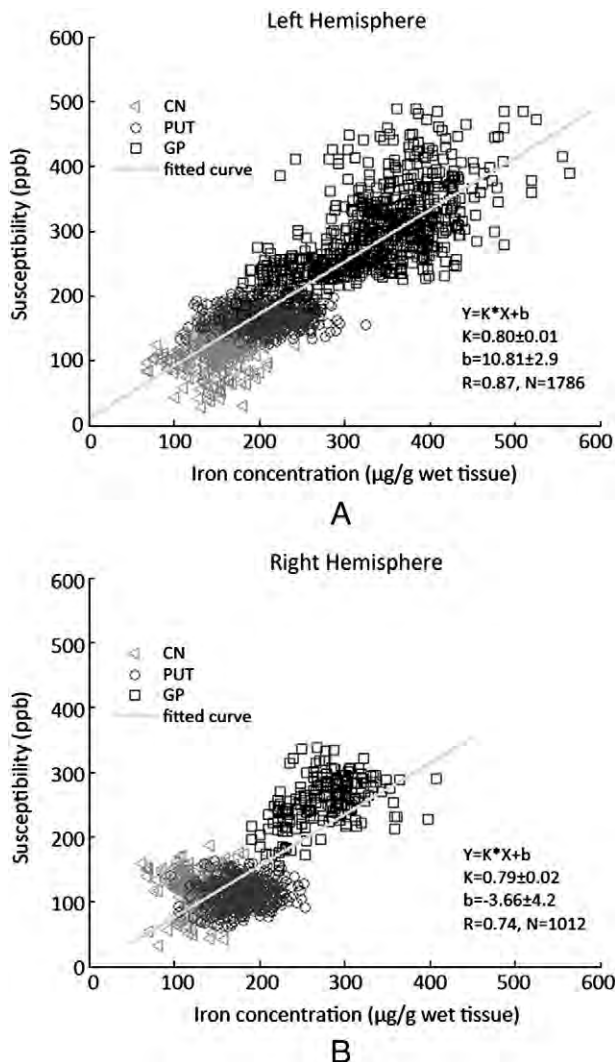 Left Hemisphere
600
500
400
300
200
100
0
Susceptibility (ppb)
CN
PUT
GP
fitted curve
Y=K*X+b
K=0.80±0.01
b=10.81±2.9
R=0.87, N=1786
0 100 200 300 400 500 600
Iron concentration (µg/g wet tissue)
A
Right Hemisphere
600
500
400
300
200
100
0
Susceptibility (ppb)
CN
PUT
GP
fitted curve
Y=K*X+b
K=0.79±0.02
b=-3.66±4.2
R=0.74, N=1012
0 100 200 300 400 500 600
Iron concentration (µg/g wet tissue)
B